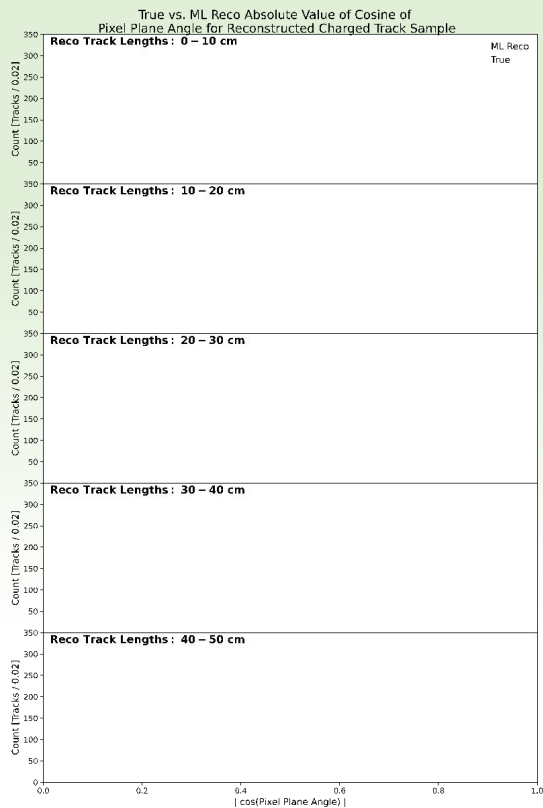 True vs. ML Reco Absolute Value of Cosine of
Pixel Plane Angle for Reconstructed Charged Track Sample
350
Reco Track Lengths: 0 − 10 cm
ML Reco
True
300
250
200
150
100
50
Count [Tracks / 0.02]
350
Reco Track Lengths: 10 − 20 cm
300
250
200
150
100
50
Count [Tracks / 0.02]
350
Reco Track Lengths: 20 − 30 cm
300
250
200
150
100
50
Count [Tracks / 0.02]
350
Reco Track Lengths: 30 − 40 cm
300
250
200
150
100
50
Count [Tracks / 0.02]
350
Reco Track Lengths: 40 − 50 cm
300
250
200
150
100
50
0
Count [Tracks / 0.02]
0.0 0.2 0.4 0.6 0.8 1.0
| cos(Pixel Plane Angle) |